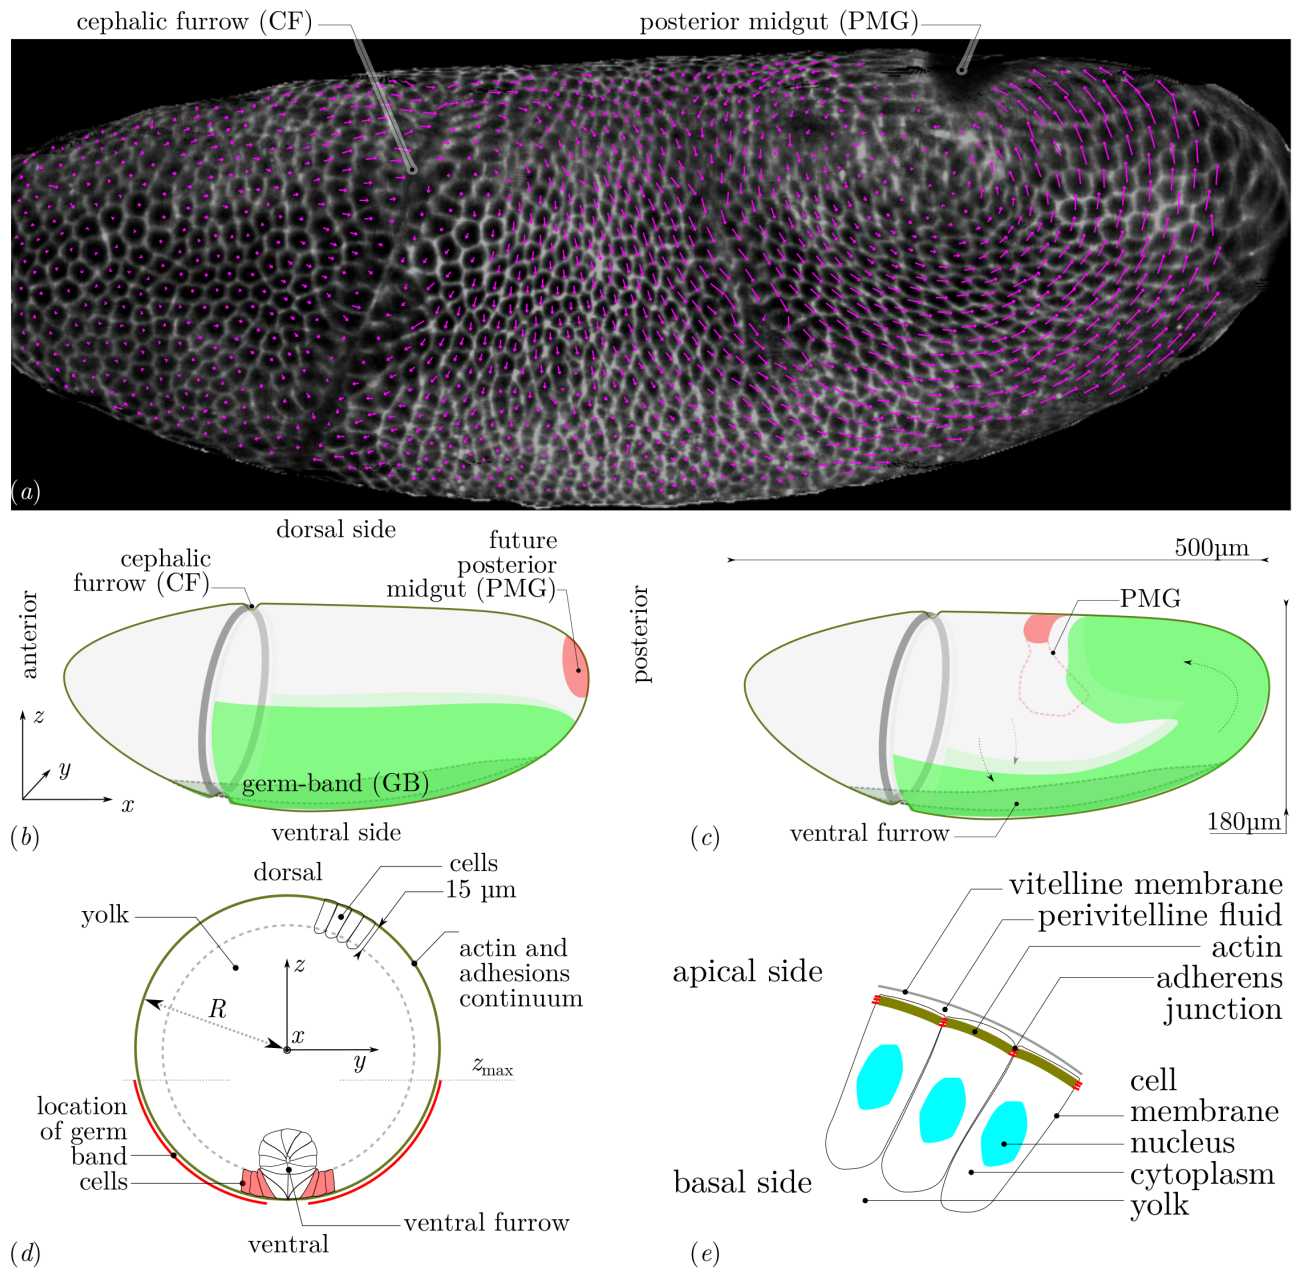 cephalic furrow (CF)
posterior midgut (PMG)
(a)
dorsal side
cephalic
furrow (CF)
future
posterior
midgut (PMG)
anterior
z
y
x
germ-band (GB)
(b)
ventral side
posterior
500µm
PMG
180µm
ventral furrow
(c)
dorsal
cells
15 µm
yolk
actin and
adhesions
continuum
z
R
x
y
zmax
location
of germ
band
cells
ventral furrow
ventral
(d)
vitelline membrane
perivitelline fluid
actin
adherens
junction
apical side
cell
membrane
nucleus
cytoplasm
yolk
basal side
(e)